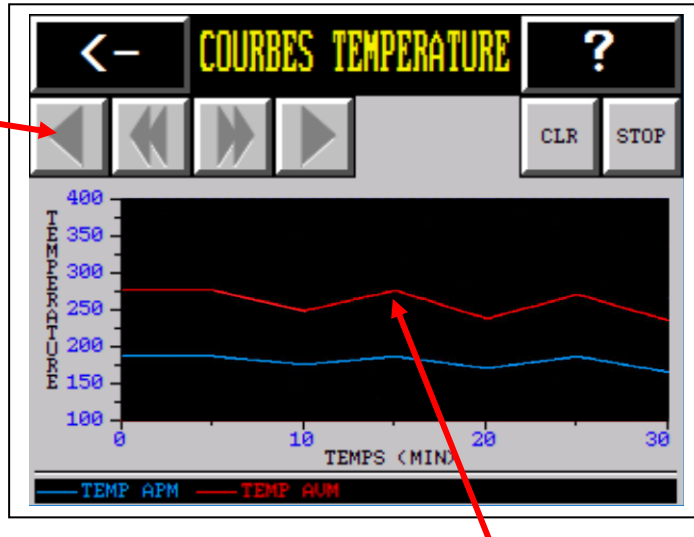 <- COURBES TEMPERATURE ?
CLR STOP
400
350
300
250
200
150
100
TEMPERATURE
0 10 20 30
TEMPS (MIN)
TEMP APM TEMP AVM